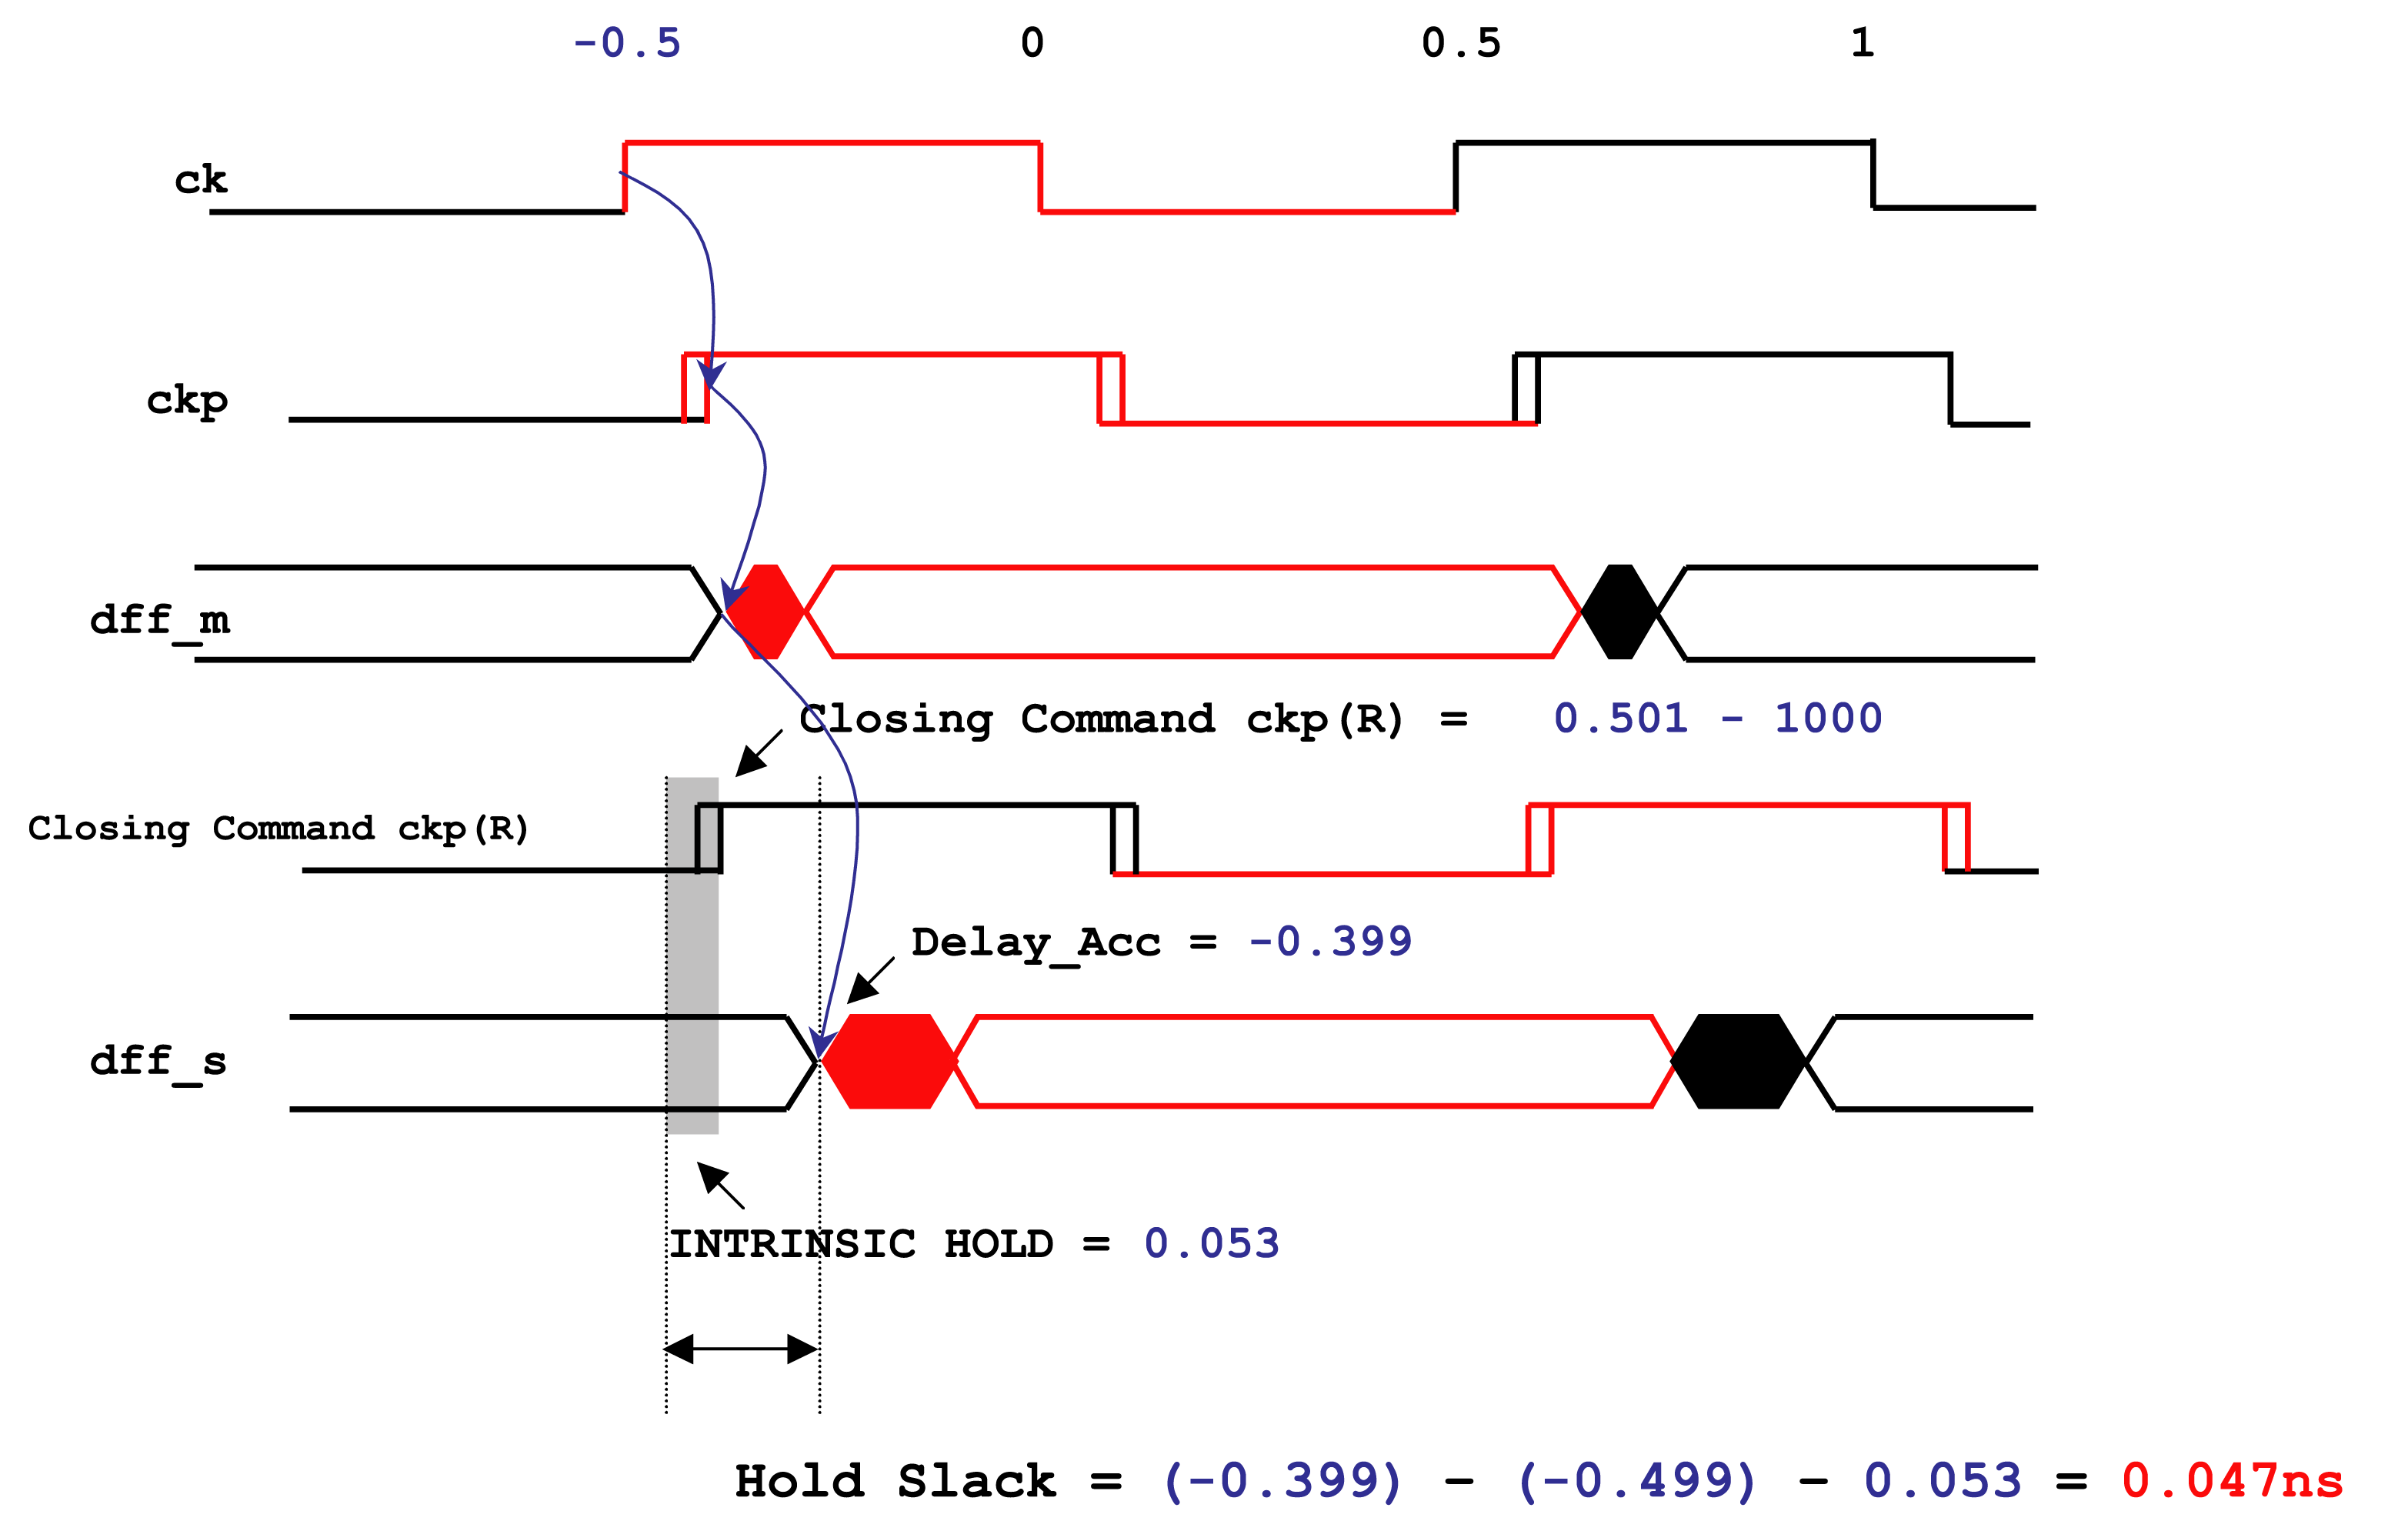 -0.5 0 0.5 1
ck
ckp
dff_m
Closing Command ckp(R) = 0.501 - 1000
Closing Command ckp(R)
Delay_Acc = -0.399
dff_s
INTRINSIC HOLD = 0.053
Hold Slack = (-0.399) - (-0.499) - 0.053 = 0.047ns